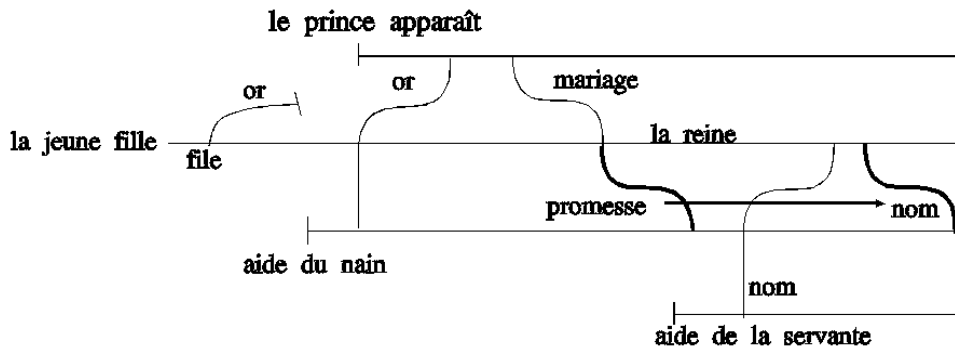 le prince apparaît
or
or
mariage
la jeune fille
la reine
file
promesse
nom
aide du nain
nom
aide de la servante